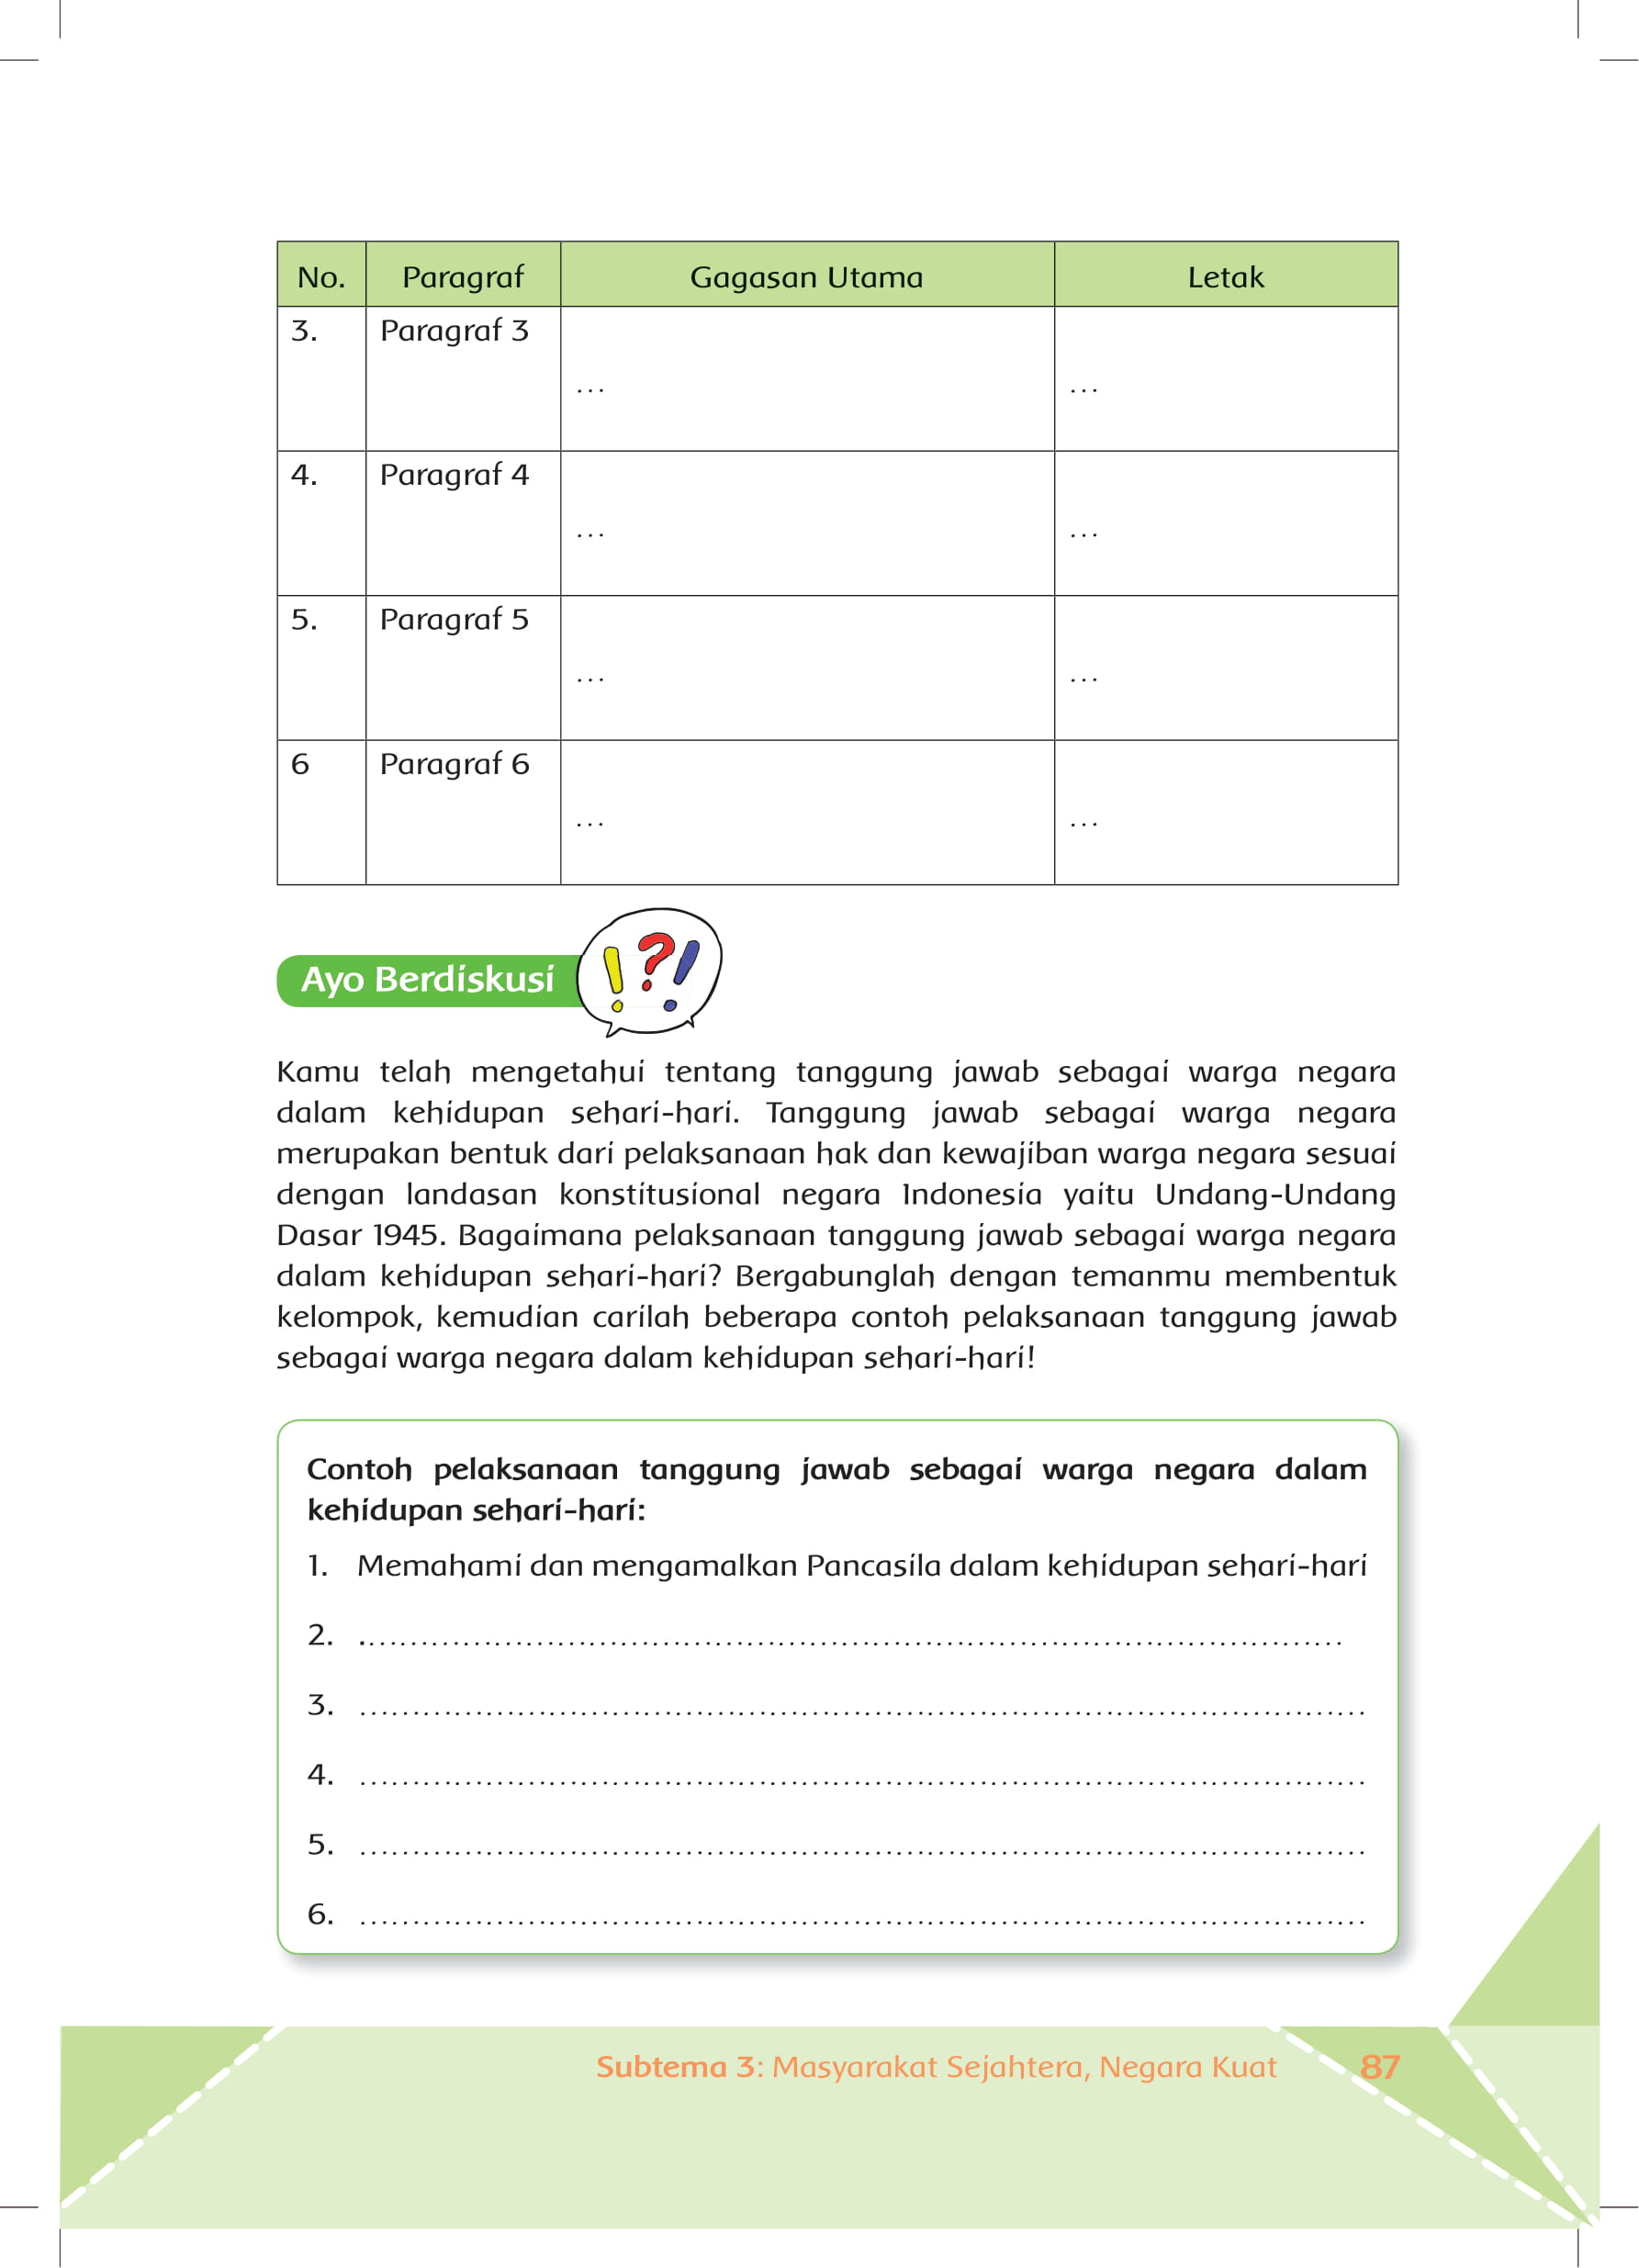 No. Paragraf Gagasan Utama Letak
3. Paragraf 3
... ...
4. Paragraf 4
... ...
5. Paragraf 5
... ...
6 Paragraf 6
... ...
Ayo Berdiskusi
! ? !
Kamu telah mengetahui tentang tanggung jawab sebagai warga negara
dalam kehidupan sehari-hari. Tanggung jawab sebagai warga negara
merupakan bentuk dari pelaksanaan hak dan kewajiban warga negara sesuai
dengan landasan konstitusional negara Indonesia yaitu Undang-Undang
Dasar 1945. Bagaimana pelaksanaan tanggung jawab sebagai warga negara
dalam kehidupan sehari-hari? Bergabunglah dengan temanmu membentuk
kelompok, kemudian carilah beberapa contoh pelaksanaan tanggung jawab
sebagai warga negara dalam kehidupan sehari-hari!
Contoh pelaksanaan tanggung jawab sebagai warga negara dalam
kehidupan sehari-hari:
1. Memahami dan mengamalkan Pancasila dalam kehidupan sehari-hari
2. ................................................................................
3. ................................................................................
4. ................................................................................
5. ................................................................................
6. ................................................................................
Subtema 3: Masyarakat Sejahtera, Negara Kuat 87